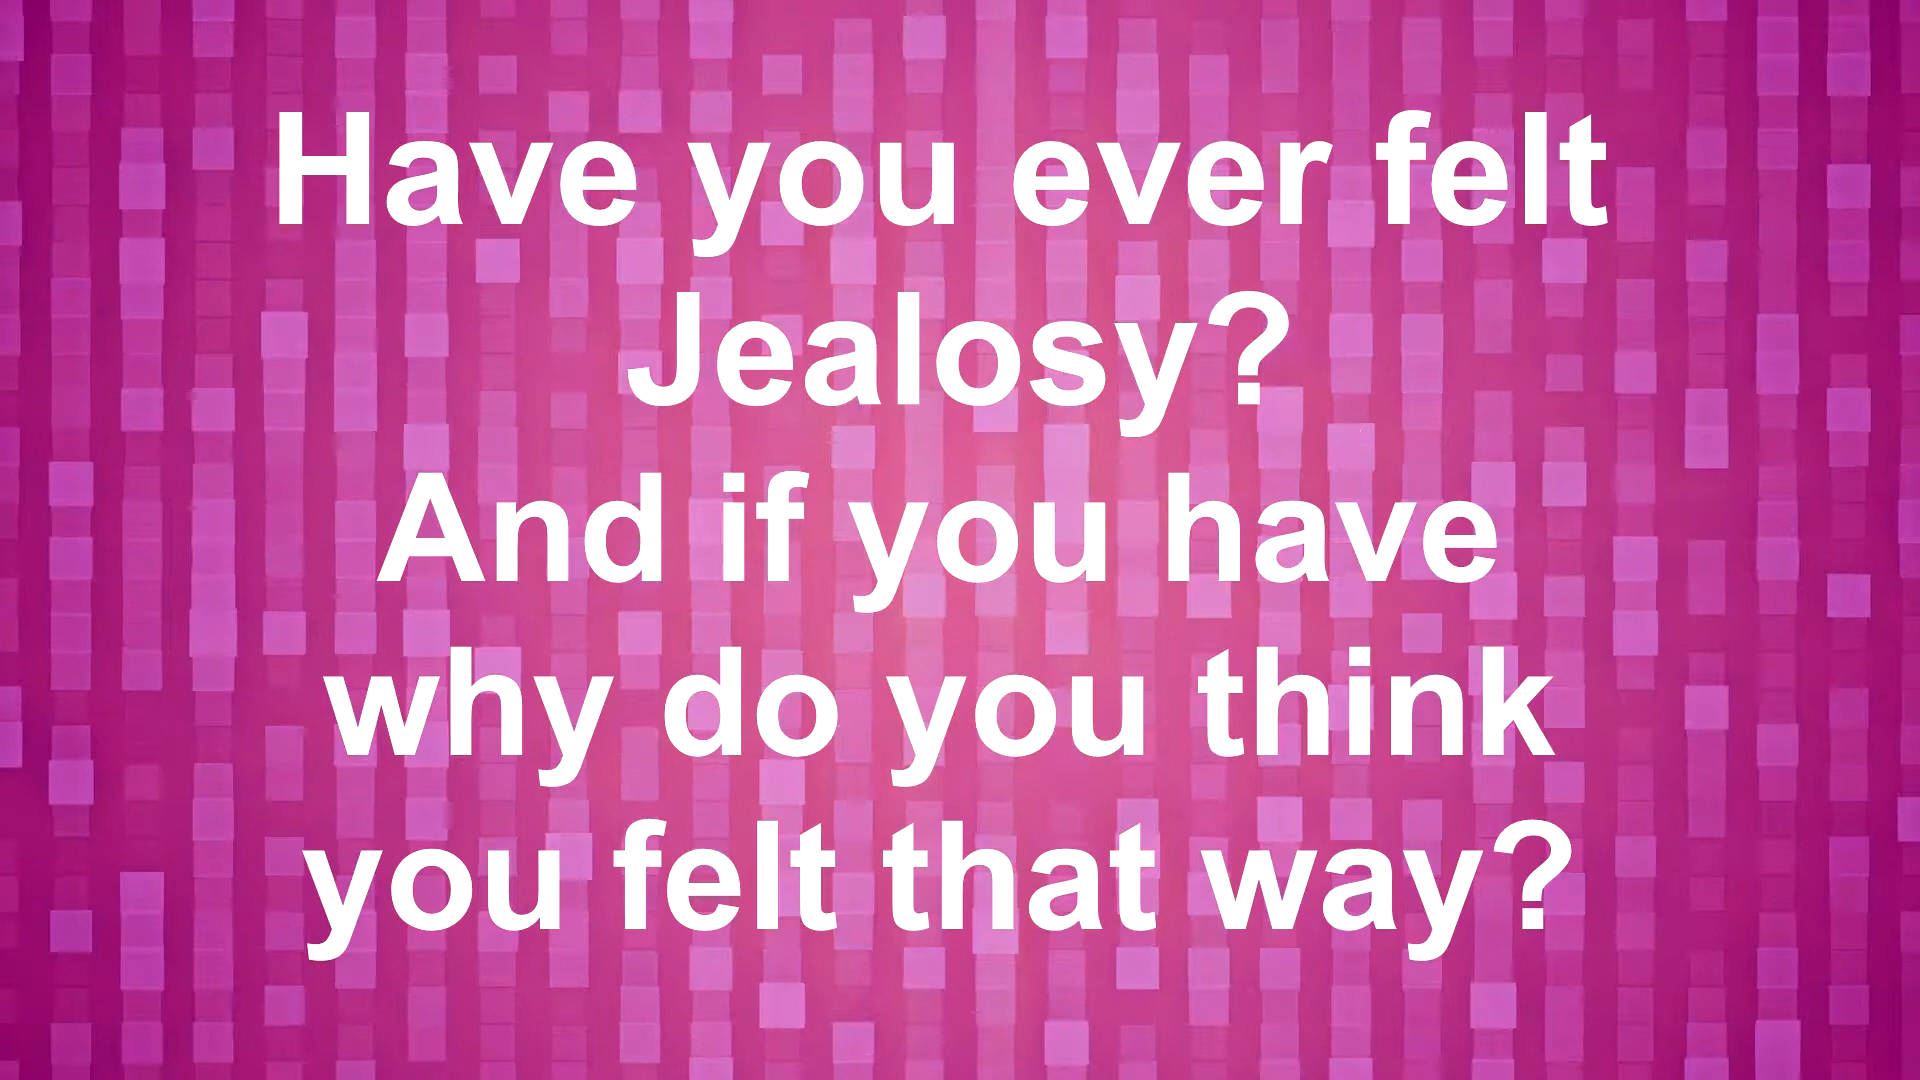 Have you ever felt
Jealosy?
And if you have
why do you think
you felt that way?